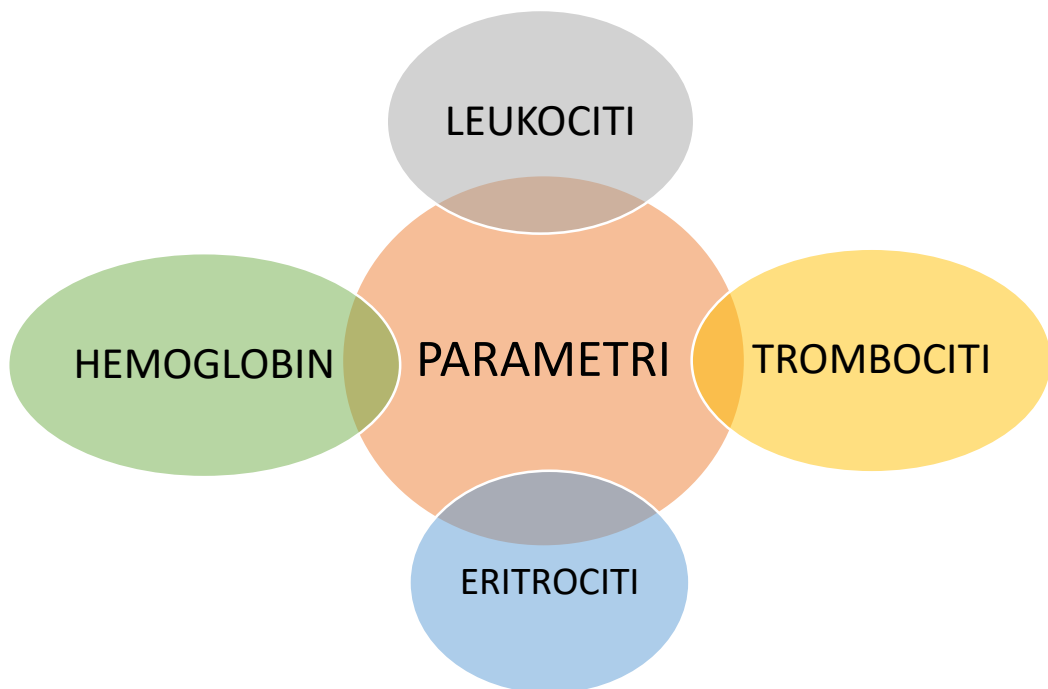 LEUKOCITI
HEMOGLOBIN
PARAMETRI
TROMBOCITI
ERITROCITI